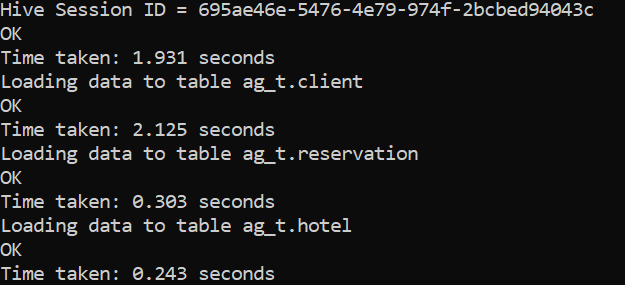 Hive Session ID = 695ae46e-5476-4e79-974f-2bcbed94043c
OK
Time taken: 1.931 seconds
Loading data to table ag_t.client
OK
Time taken: 2.125 seconds
Loading data to table ag_t.reservation
OK
Time taken: 0.303 seconds
Loading data to table ag_t.hotel
OK
Time taken: 0.243 seconds